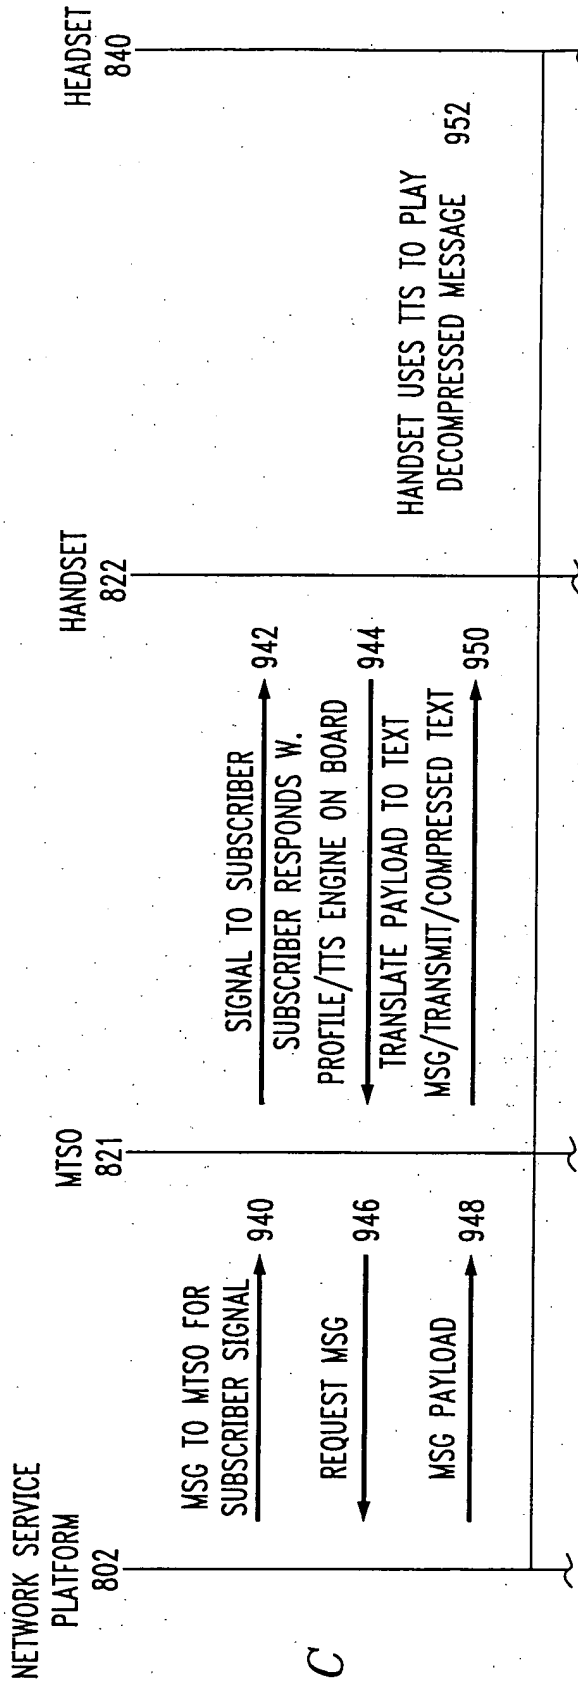 NETWORK SERVICE
PLATFORM
802
MTSO
821
HANDSET
822
HEADSET
840
C
MSG TO MTSO FOR
SUBSCRIBER SIGNAL
940
SIGNAL TO SUBSCRIBER
942
SUBSCRIBER RESPONDS W.
PROFILE/TTS ENGINE ON BOARD
944
REQUEST MSG
946
MSG PAYLOAD
948
TRANSLATE PAYLOAD TO TEXT
MSG/TRANSMIT/COMPRESSED TEXT
950
HANDSET USES TTS TO PLAY
DECOMPRESSED MESSAGE
952